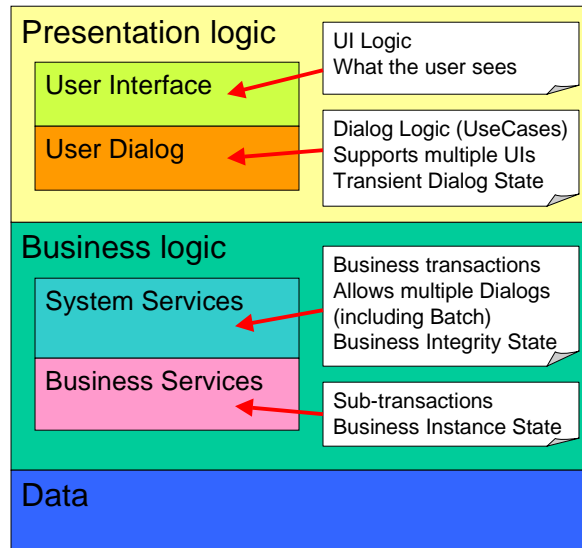 Presentation logic
User Interface
User Dialog
UI Logic
What the user sees
Dialog Logic (UseCases)
Supports multiple UIs
Transient Dialog State
Business logic
System Services
Business Services
Business transactions
Allows multiple Dialogs
(including Batch)
Business Integrity State
Sub-transactions
Business Instance State
Data